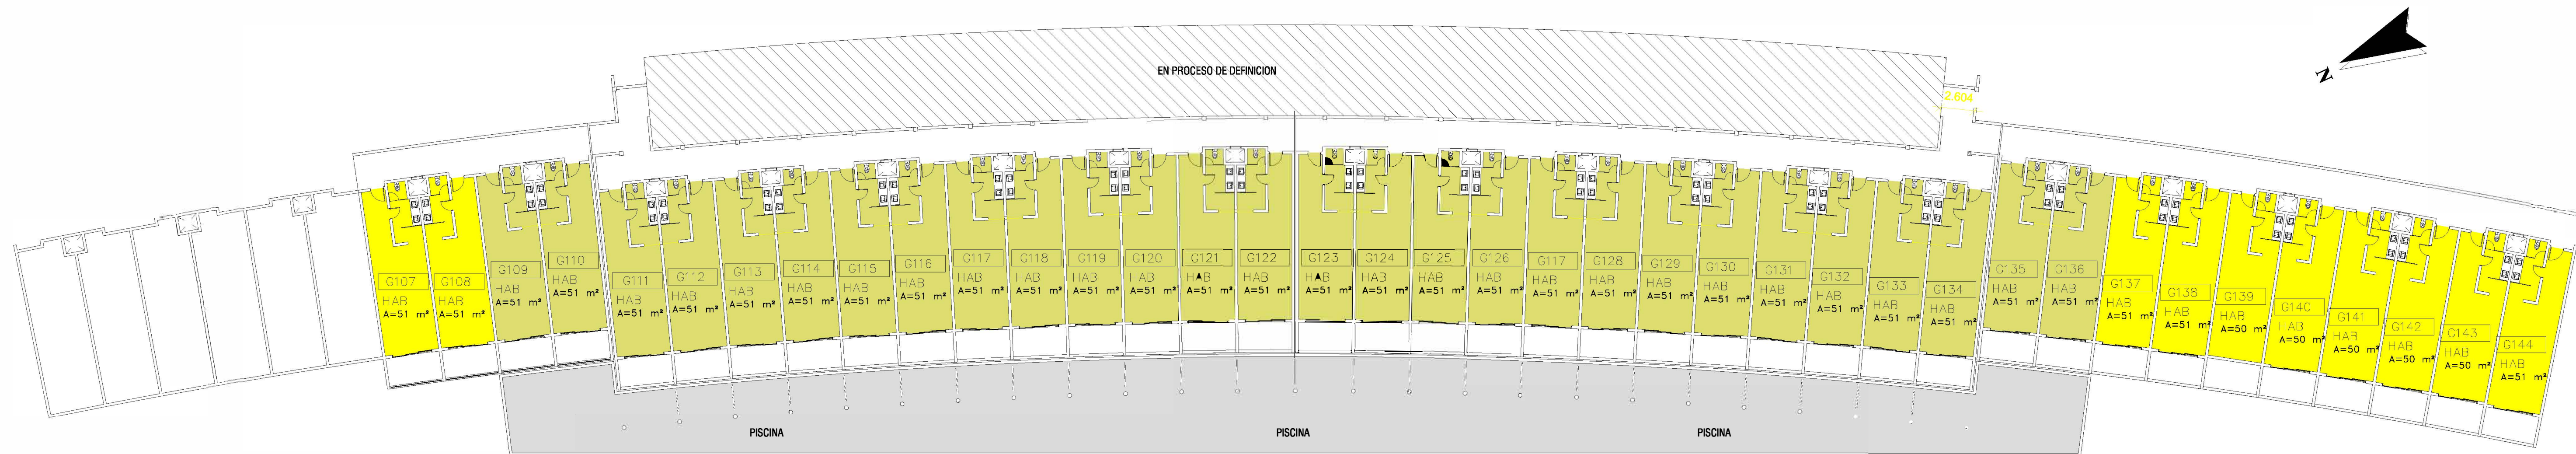 EN PROCESO DE DEFINICION
N
2.604
G107
HAB
A=51 m²
G108
HAB
A=51 m²
G109
HAB
A=51 m²
G110
HAB
A=51 m²
G111
HAB
A=51 m²
G112
HAB
A=51 m²
G113
HAB
A=51 m²
G114
HAB
A=51 m²
G115
HAB
A=51 m²
G116
HAB
A=51 m²
G117
HAB
A=51 m²
G118
HAB
A=51 m²
G119
HAB
A=51 m²
G120
HAB
A=51 m²
G121
HAB
A=51 m²
G122
HAB
A=51 m²
G123
HAB
A=51 m²
G124
HAB
A=51 m²
G125
HAB
A=51 m²
G126
HAB
A=51 m²
G117
HAB
A=51 m²
G128
HAB
A=51 m²
G129
HAB
A=51 m²
G130
HAB
A=51 m²
G131
HAB
A=51 m²
G132
HAB
A=51 m²
G133
HAB
A=51 m²
G134
HAB
A=51 m²
G135
HAB
A=51 m²
G136
HAB
A=51 m²
G137
HAB
A=51 m²
G138
HAB
A=51 m²
G139
HAB
A=50 m²
G140
HAB
A=50 m²
G141
HAB
A=50 m²
G142
HAB
A=50 m²
G143
HAB
A=50 m²
G144
HAB
A=51 m²
PISCINA
PISCINA
PISCINA